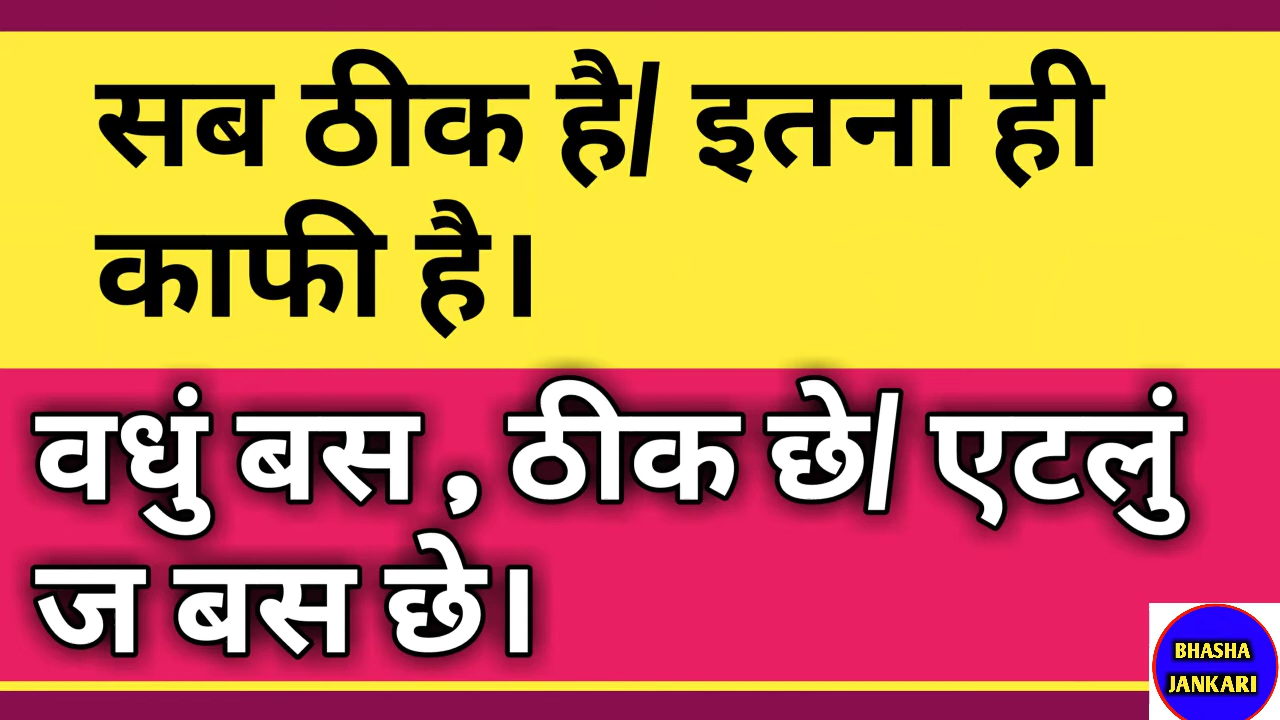 सब ठीक है/ इतना ही
काफी है।
वधुं बस , ठीक छे/ एटलुं
ज बस छे।
BHASHA
JANKARI